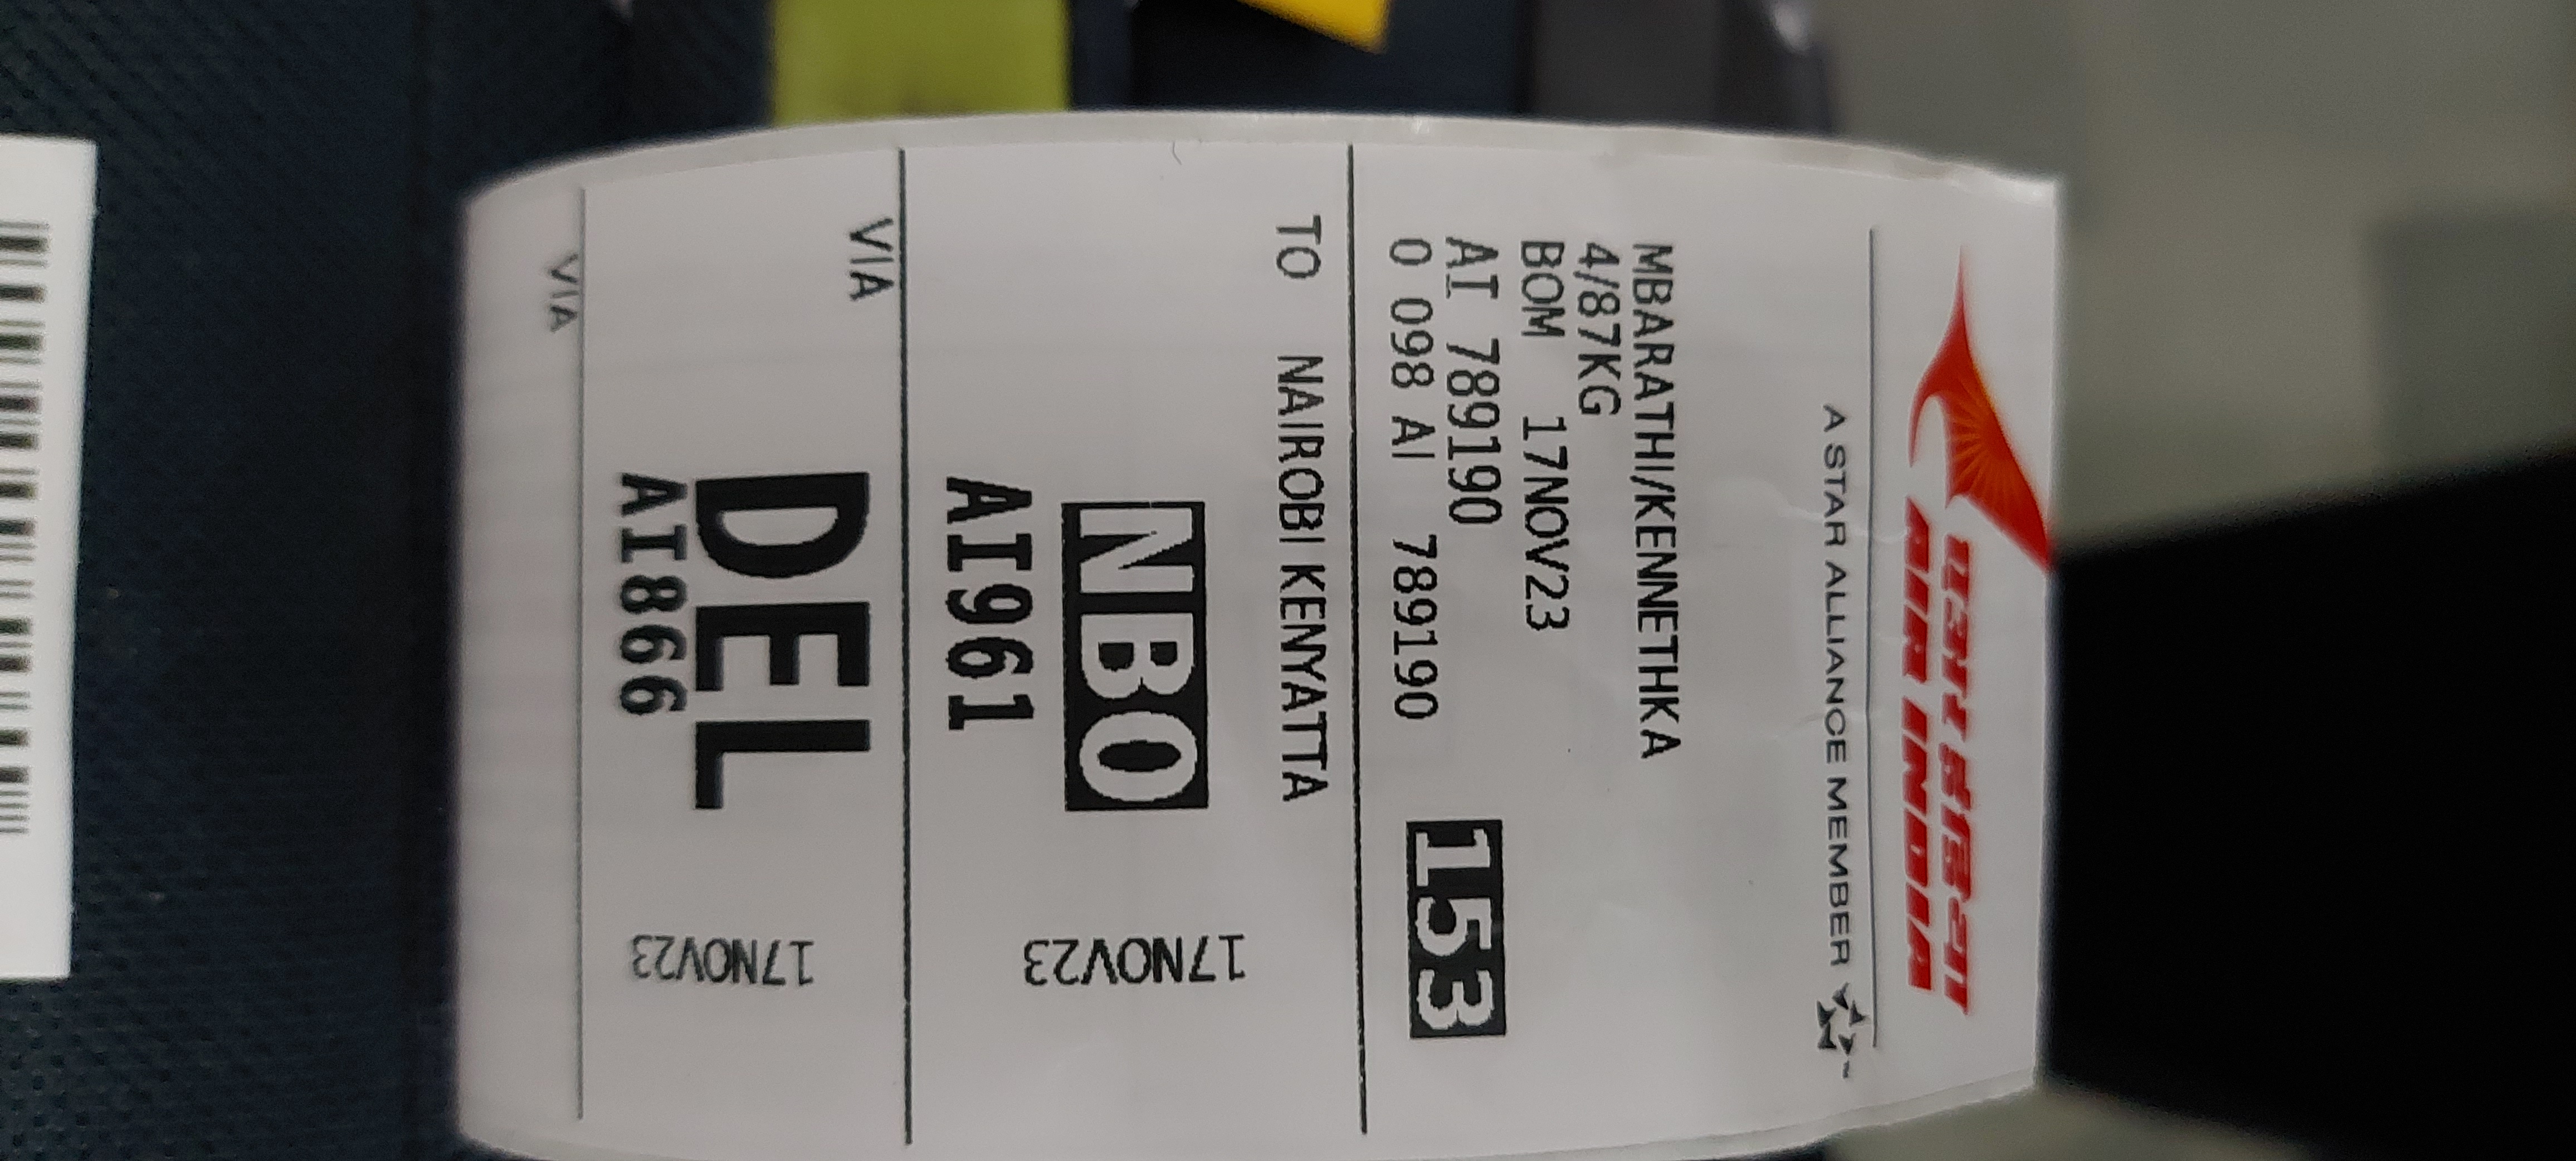 एअर इंडिया
AIR INDIA
A STAR ALLIANCE MEMBER
MBARATHI/KENNETHKA
4/87KG
BOM 17NOV23
AI 789190
0 098 AI 789190
153
TO NAIROBI KENYATTA
NBO
AI961
17NOV23
VIA
DEL
AI866
17NOV23
VIA